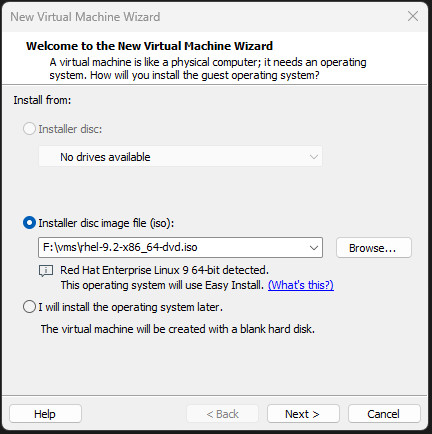 New Virtual Machine Wizard
Welcome to the New Virtual Machine Wizard
A virtual machine is like a physical computer; it needs an operating
system. How will you install the guest operating system?
Install from:
Installer disc:
No drives available
Installer disc image file (iso):
F:\vms\rhel-9.2-x86_64-dvd.iso
Browse...
Red Hat Enterprise Linux 9 64-bit detected.
This operating system will use Easy Install. (What's this?)
I will install the operating system later.
The virtual machine will be created with a blank hard disk.
Help
< Back
Next >
Cancel